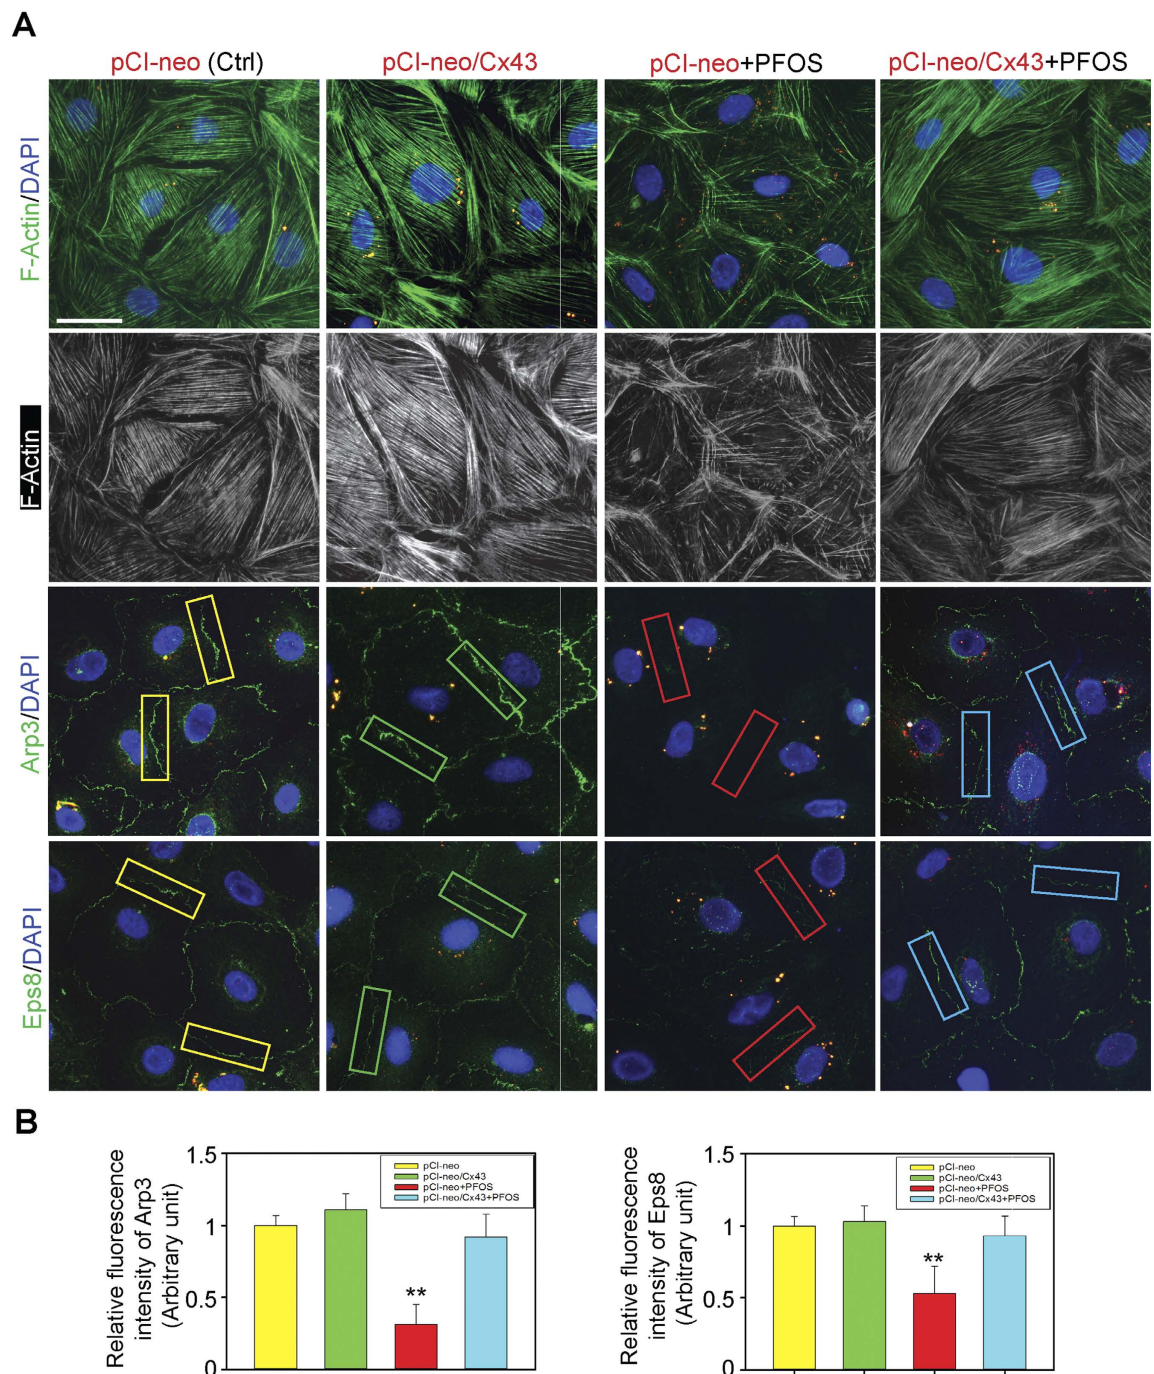 A
pCI-neo (Ctrl)
pCI-neo/Cx43
pCI-neo+PFOS
pCI-neo/Cx43+PFOS
F-Actin/DAPI
F-Actin
Arp3/DAPI
Eps8/DAPI
B
Relative fluorescence
intensity of Arp3
(Arbitrary unit)
1.5
1
0.5
0
pCI-neo
pCI-neo/Cx43
pCI-neo+PFOS
pCI-neo/Cx43+PFOS
**
Relative fluorescence
intensity of Eps8
(Arbitrary unit)
1.5
1
0.5
0
pCI-neo
pCI-neo/Cx43
pCI-neo+PFOS
pCI-neo/Cx43+PFOS
**